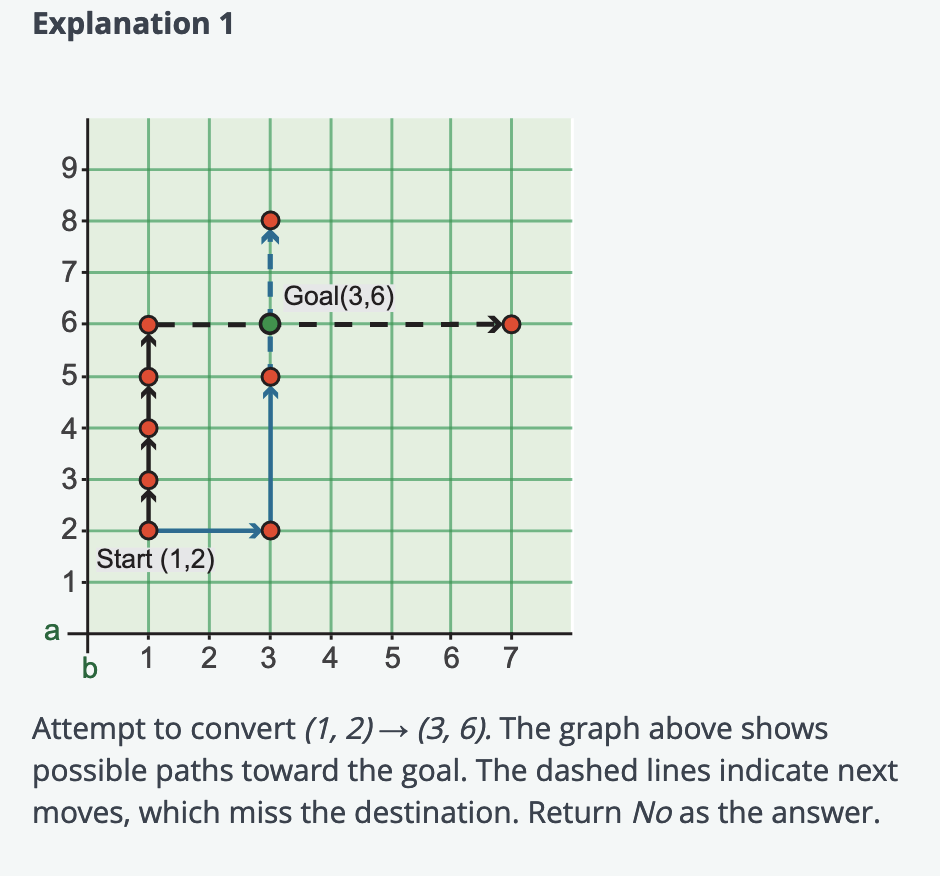 Explanation 1
9
8
7
Goal(3,6)
6
5
4
3
2
Start (1,2)
1
a
b
1 2 3 4 5 6 7
Attempt to convert (1, 2) → (3, 6). The graph above shows
possible paths toward the goal. The dashed lines indicate next
moves, which miss the destination. Return No as the answer.